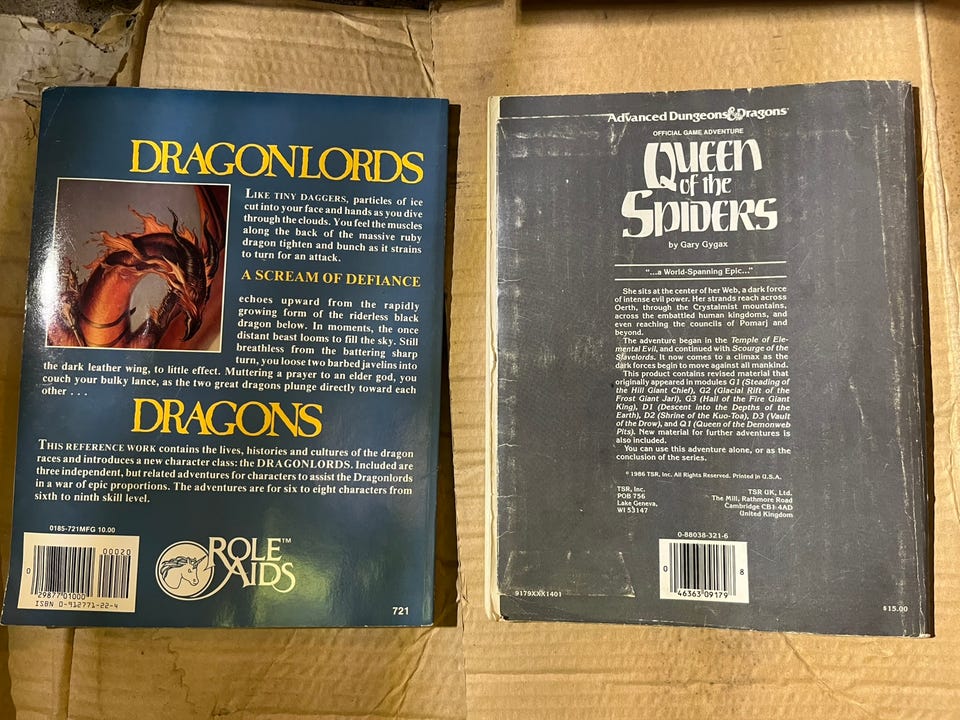 DRAGONLORDS
LIKE TINY DAGGERS, particles of ice
cut into your face and hands as you dive
through the clouds. You feel the muscles
along the back of the massive ruby
dragon tighten and bunch as it strains
to turn for an attack.
A SCREAM OF DEFIANCE
echoes upward from the rapidly
growing form of the riderless black
dragon below. In moments, the once
distant beast looms to fill the sky. Still
breathless from the battering sharp
turn, you loose two barbed javelins into
the dark leather wing, to little effect. Muttering a prayer to an elder god, you
couch your bulky lance, as the two great dragons plunge directly toward each
other . . .
DRAGONS
THIS REFERENCE WORK contains the lives, histories and cultures of the dragon
races and introduces a new character class: the DRAGONLORDS. Included are
three independent, but related adventures for characters to assist the Dragonlords
in a war of epic proportions. The adventures are for six to eight characters from
sixth to ninth skill level.
0185-721MFG 10.00
00020
0
29877 01000
ISBN 0-912771-22-4
ROLE™
AIDS
721
Advanced Dungeons & Dragons®
OFFICIAL GAME ADVENTURE
QUEEN
OF the
SPIDERS
by Gary Gygax
"...a World-Spanning Epic..."
She sits at the center of her Web, a dark force
of intense evil power. Her strands reach across
Oerth, through the Crystalmist mountains,
across the embattled human kingdoms, and
even reaching the councils of Pomarj and
beyond.
The adventure began in the Temple of Ele-
mental Evil, and continued with Scourge of the
Slavelords. It now comes to a climax as the
dark forces begin to move against all mankind.
This product contains revised material that
originally appeared in modules G1 (Steading of
the Hill Giant Chief), G2 (Glacial Rift of the
Frost Giant Jarl), G3 (Hall of the Fire Giant
King), D1 (Descent into the Depths of the
Earth), D2 (Shrine of the Kuo-Toa), D3 (Vault
of the Drow), and Q1 (Queen of the Demonweb
Pits). New material for further adventures is
also included.
You can use this adventure alone, or as the
conclusion of the series.
© 1986 TSR, Inc. All Rights Reserved. Printed in U.S.A.
TSR, Inc.
POB 756
Lake Geneva,
WI 53147
TSR UK, Ltd.
The Mill, Rathmore Road
Cambridge CB1 4AD
United Kingdom
0-88038-321-6
0
8
46363 09179
9179XXX1401
$15.00